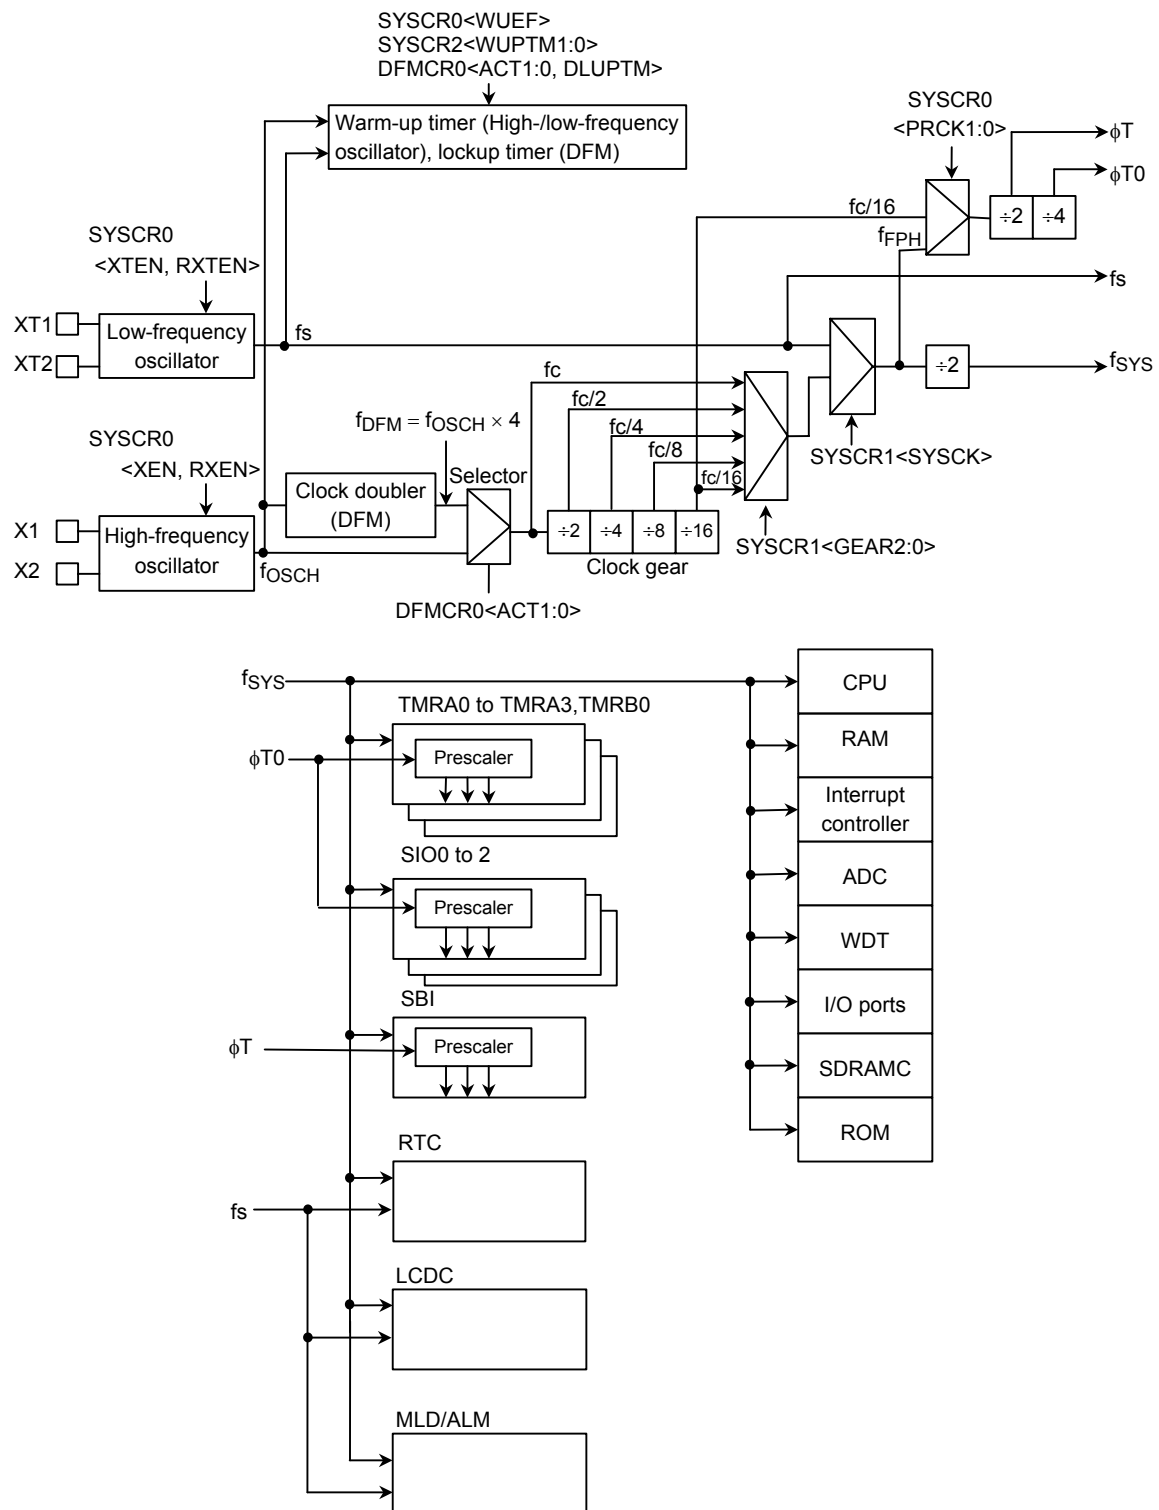 SYSCR0<WUEF>
SYSCR2<WUPTM1:0>
DFMCR0<ACT1:0, DLUPTM>
Warm-up timer (High-/low-frequency
oscillator), lockup timer (DFM)
SYSCR0
<PRCK1:0>
ϕT
ϕT0
fc/16
÷2
÷4
fFPH
SYSCR0
<XTEN, RXTEN>
fs
XT1
XT2
Low-frequency
oscillator
fs
÷2
fSYS
fc
fc/2
fc/4
fc/8
fc/16
fDFM = fOSCH × 4
SYSCR1<SYSCK>
SYSCR0
<XEN, RXEN>
Selector
Clock doubler
(DFM)
X1
X2
High-frequency
oscillator
fOSCH
÷2
÷4
÷8
÷16
Clock gear
SYSCR1<GEAR2:0>
DFMCR0<ACT1:0>
fSYS
TMRA0 to TMRA3,TMRB0
ϕT0
Prescaler
SIO0 to 2
Prescaler
SBI
ϕT
Prescaler
RTC
fs
LCDC
MLD/ALM
CPU
RAM
Interrupt
controller
ADC
WDT
I/O ports
SDRAMC
ROM